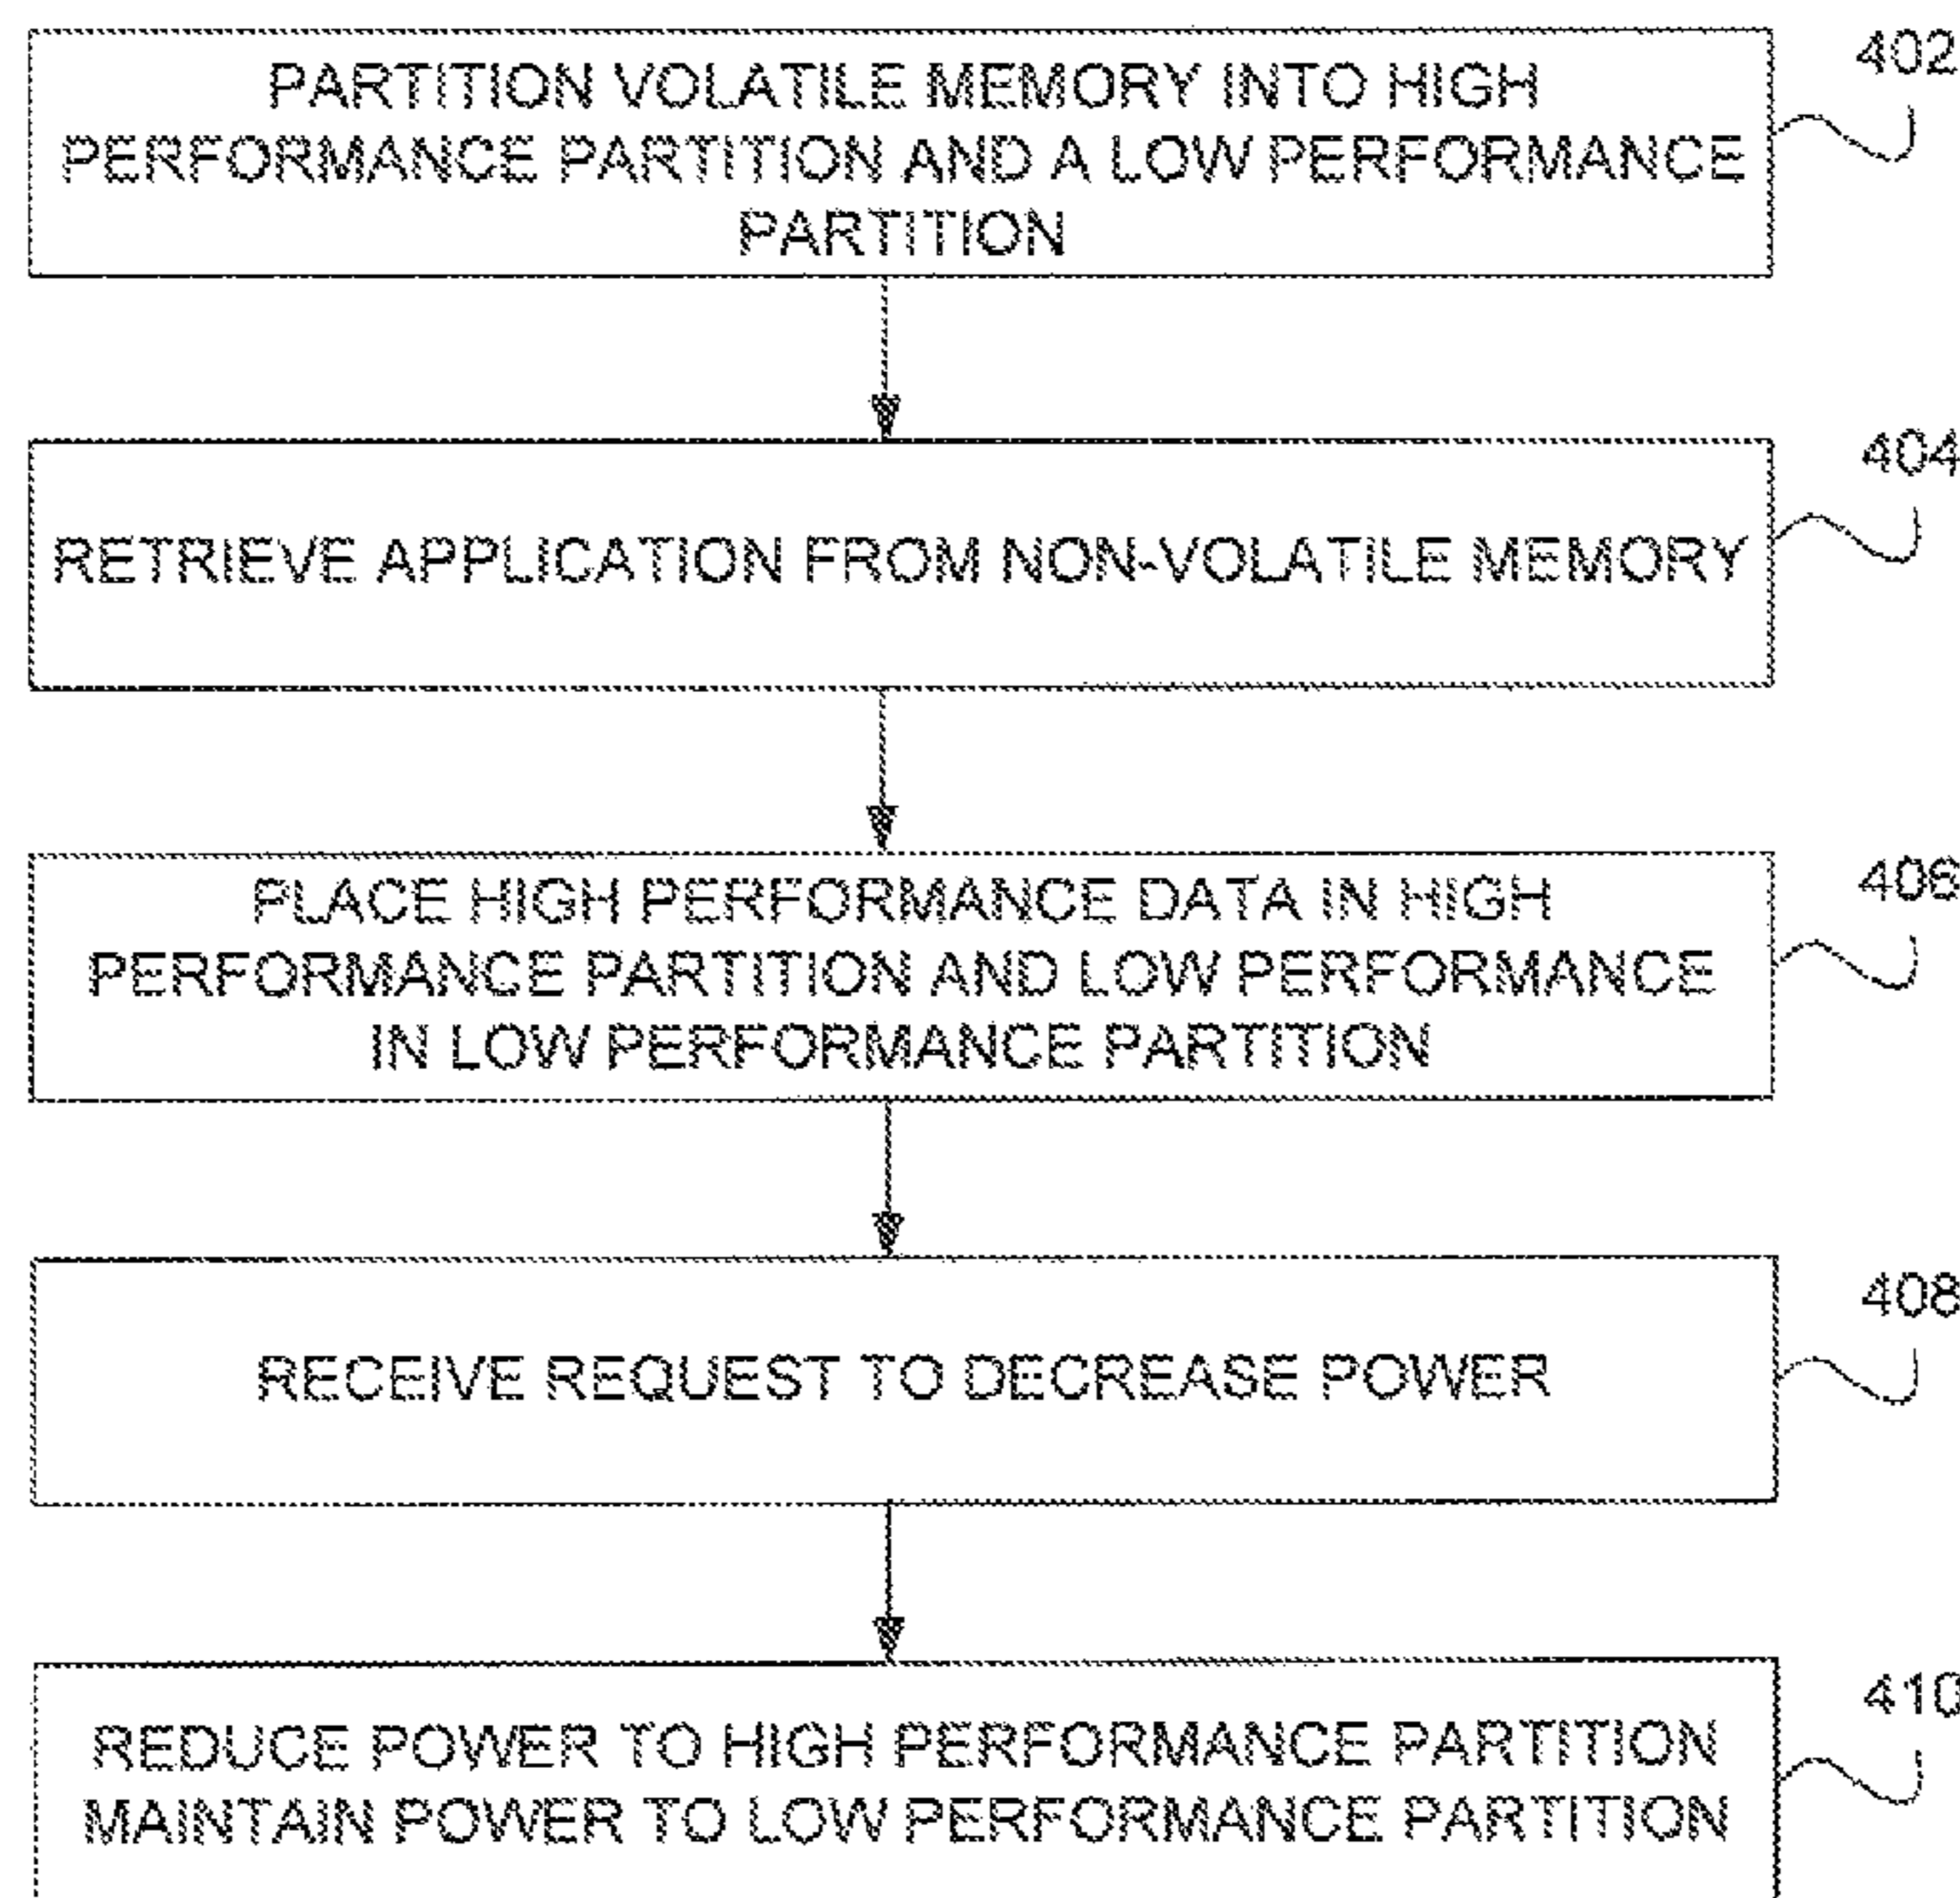 PARTITION VOLATILE MEMORY INTO HIGH
PERFORMANCE PARTITION AND A LOW PERFORMANCE
PARTITION
402
RETRIEVE APPLICATION FROM NON-VOLATILE MEMORY
404
PLACE HIGH PERFORMANCE DATA IN HIGH
PERFORMANCE PARTITION AND LOW PERFORMANCE
IN LOW PERFORMANCE PARTITION
406
RECEIVE REQUEST TO DECREASE POWER
408
REDUCE POWER TO HIGH PERFORMANCE PARTITION
MAINTAIN POWER TO LOW PERFORMANCE PARTITION
410